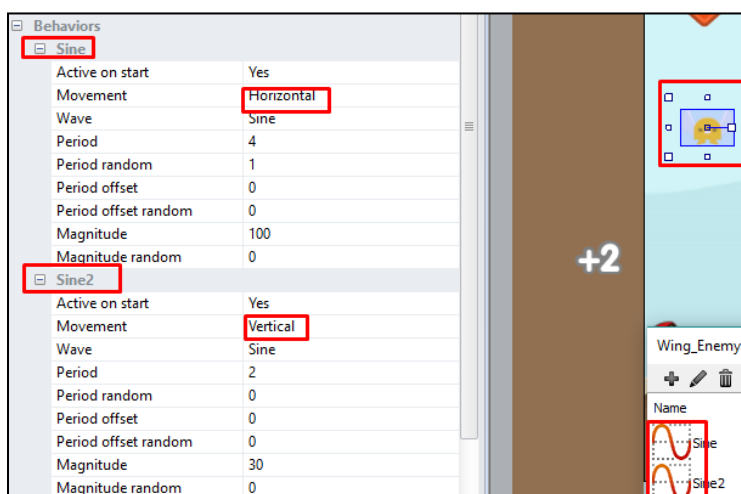 Behaviors
Sine
Active on start Yes
Movement Horizontal
Wave Sine
Period 4
Period random 1
Period offset 0
Period offset random 0
Magnitude 100
Magnitude random 0
Sine2
Active on start Yes
Movement Vertical
Wave Sine
Period 2
Period random 0
Period offset 0
Period offset random 0
Magnitude 30
Magnitude random 0
+2
Wing_Enemy
Name
Sine
Sine2